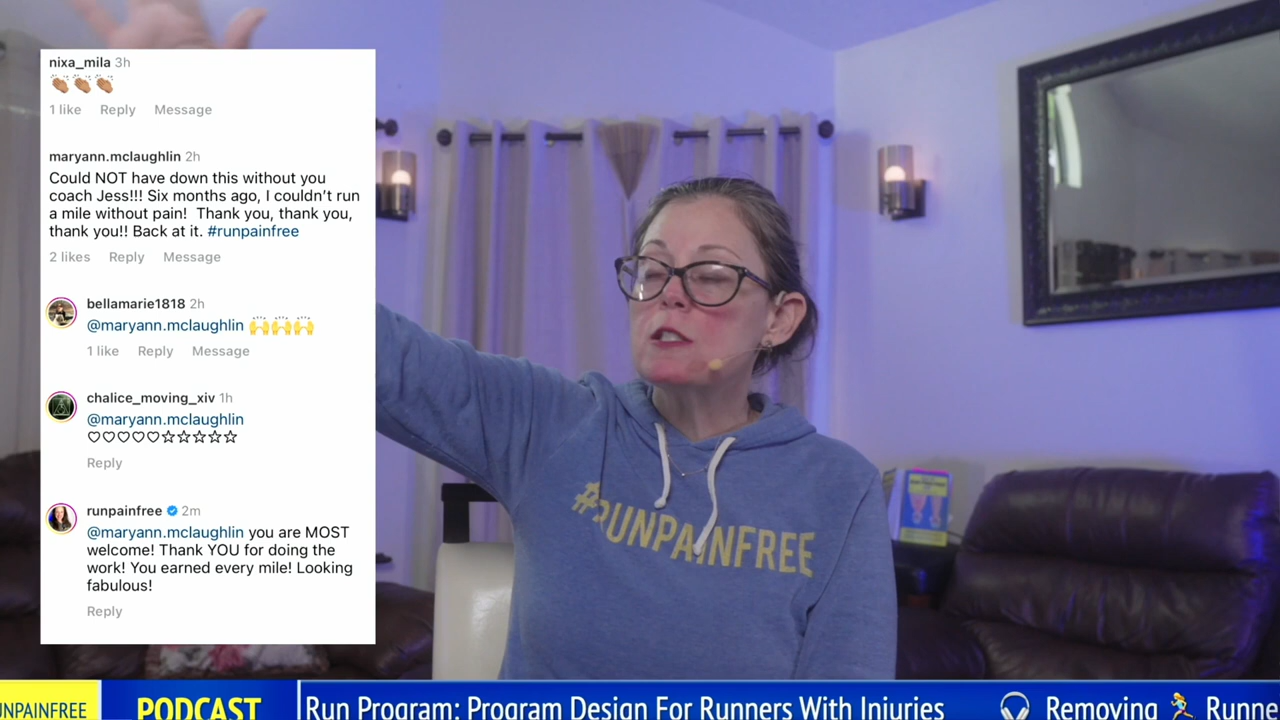 nixa_mila 3h
👏🏽👏🏽👏🏽
1 like Reply Message
maryann.mclaughlin 2h
Could NOT have down this without you
coach Jess!!! Six months ago, I couldn't run
a mile without pain! Thank you, thank you,
thank you!! Back at it. #runpainfree
2 likes Reply Message
bellamarie1818 2h
@maryann.mclaughlin 🙌🙌🙌
1 like Reply Message
chalice_moving_xiv 1h
@maryann.mclaughlin
♡♡♡♡♡☆☆☆☆☆
Reply
runpainfree 2m
@maryann.mclaughlin you are MOST
welcome! Thank YOU for doing the
work! You earned every mile! Looking
fabulous!
Reply
#RUNPAINFREE
UNPAINFREE PODCAST Run Program: Program Design For Runners With Injuries 🎧 Removing 🏃 Runne